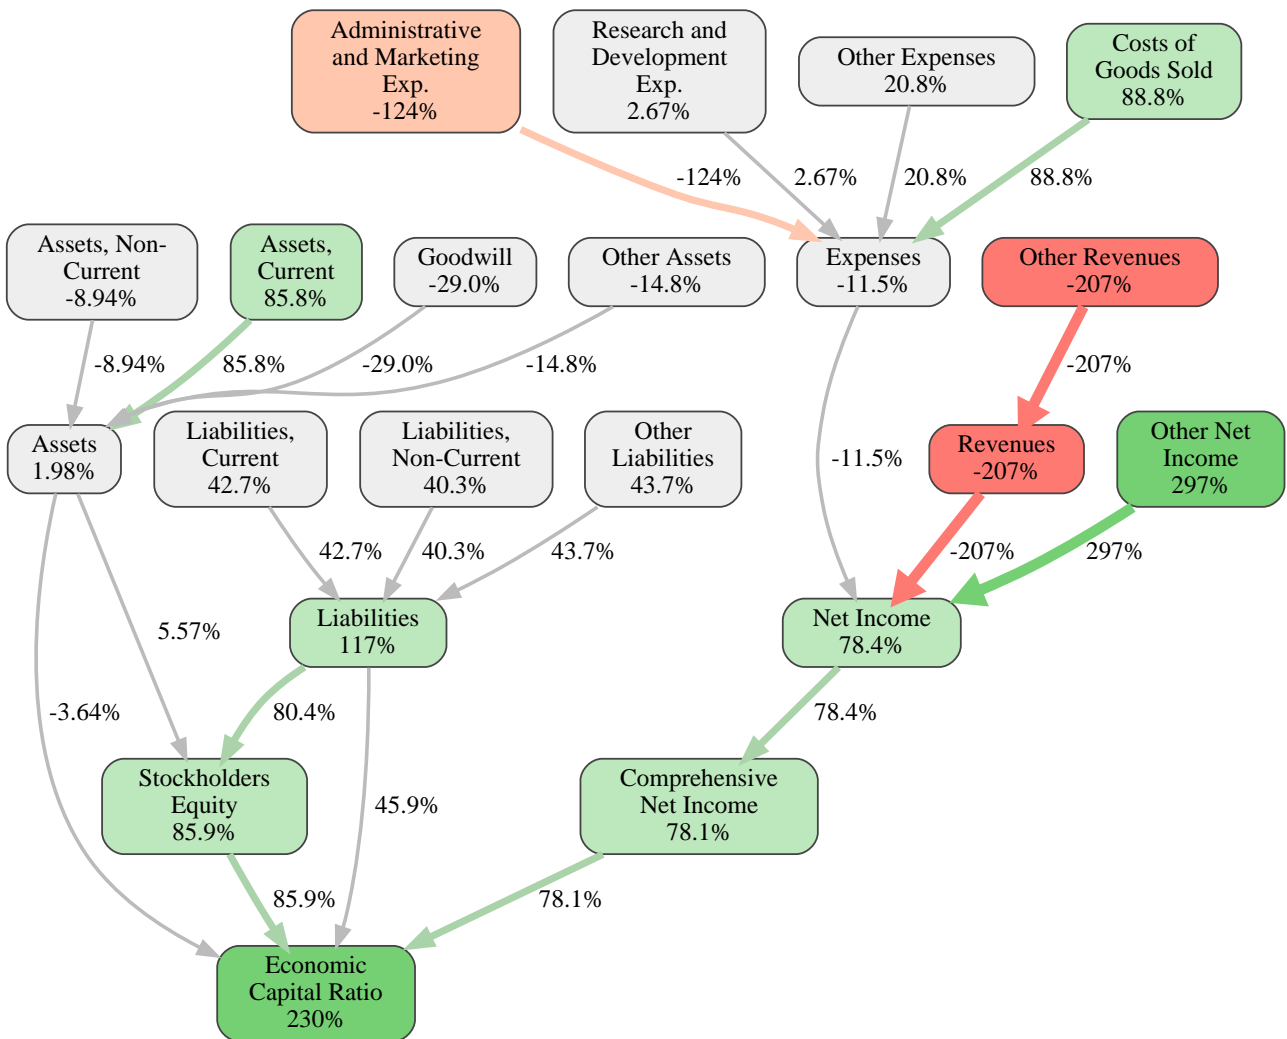 Administrative
and Marketing
Exp.
-124%
Research and
Development
Exp.
2.67%
Other Expenses
20.8%
Costs of
Goods Sold
88.8%
-124%
2.67%
20.8%
88.8%
Assets, Non-
Current
-8.94%
Assets,
Current
85.8%
Goodwill
-29.0%
Other Assets
-14.8%
Expenses
-11.5%
Other Revenues
-207%
-8.94%
85.8%
-29.0%
-14.8%
-207%
Assets
1.98%
Liabilities,
Current
42.7%
Liabilities,
Non-Current
40.3%
Other
Liabilities
43.7%
-11.5%
Revenues
-207%
Other Net
Income
297%
42.7%
40.3%
43.7%
-207%
297%
5.57%
Liabilities
117%
Net Income
78.4%
-3.64%
80.4%
78.4%
Stockholders
Equity
85.9%
45.9%
Comprehensive
Net Income
78.1%
85.9%
78.1%
Economic
Capital Ratio
230%